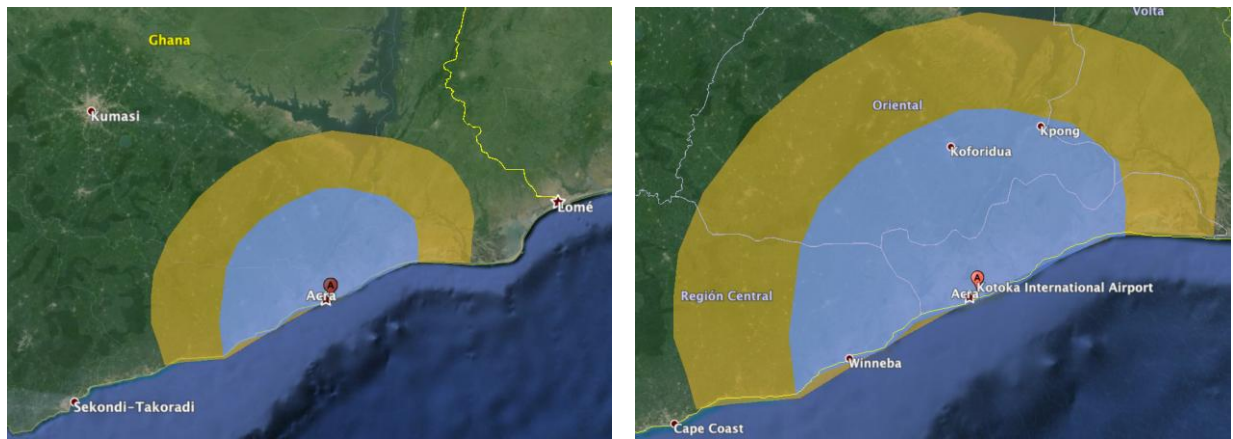 Ghana
Kumasi
Lomé
A
Accra
Sekondi-Takoradi
Volta
Oriental
Kpong
Koforidua
A
Kotoka International Airport
Accra
Región Central
Winneba
Cape Coast